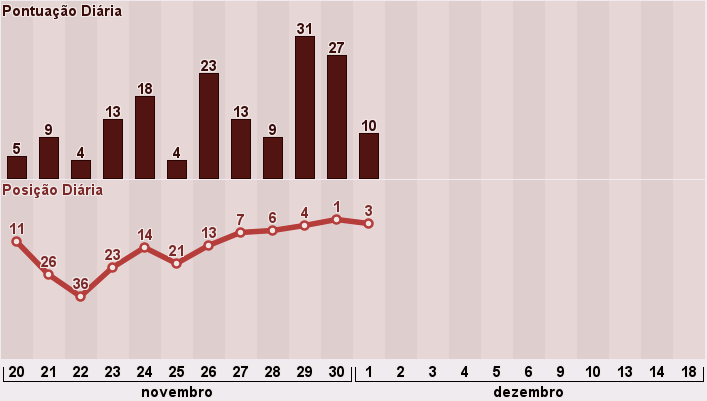 Pontuação Diária
5 9 4 13 18 4 23 13 9 31 27 10
Posição Diária
11 26 36 23 14 21 13 7 6 4 1 3
20 21 22 23 24 25 26 27 28 29 30 1 2 3 4 5 6 9 10 13 14 18
novembro dezembro